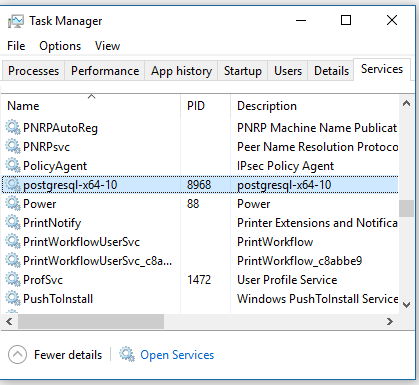 Task Manager
File Options View
Processes Performance App history Startup Users Details Services
Name PID Description
PNRPAutoReg PNRP Machine Name Publicat
PNRPsvc Peer Name Resolution Protoco
PolicyAgent IPsec Policy Agent
postgresql-x64-10 8968 postgresql-x64-10
Power 88 Power
PrintNotify Printer Extensions and Notifica
PrintWorkflowUserSvc PrintWorkflow
PrintWorkflowUserSvc_c8a... PrintWorkflow_c8abbe9
ProfSvc 1472 User Profile Service
PushToInstall Windows PushToInstall Service
Fewer details Open Services